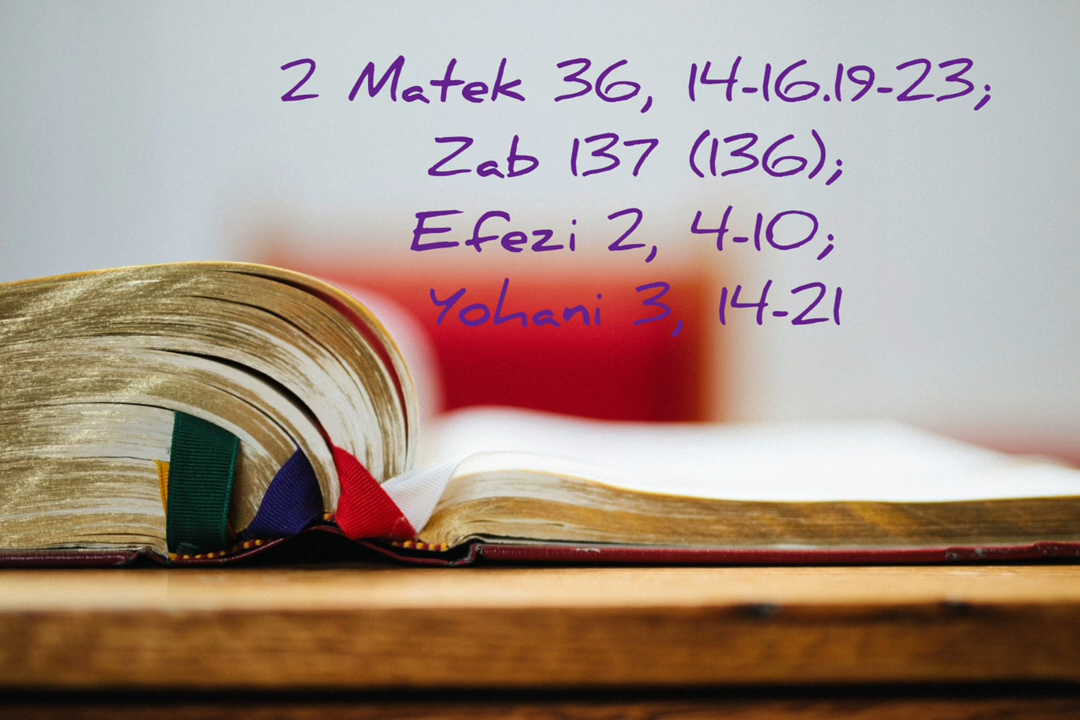 2 Matek 36, 14-16.19-23;
Zab 137 (136);
Efezi 2, 4-10;
Yohani 3, 14-21